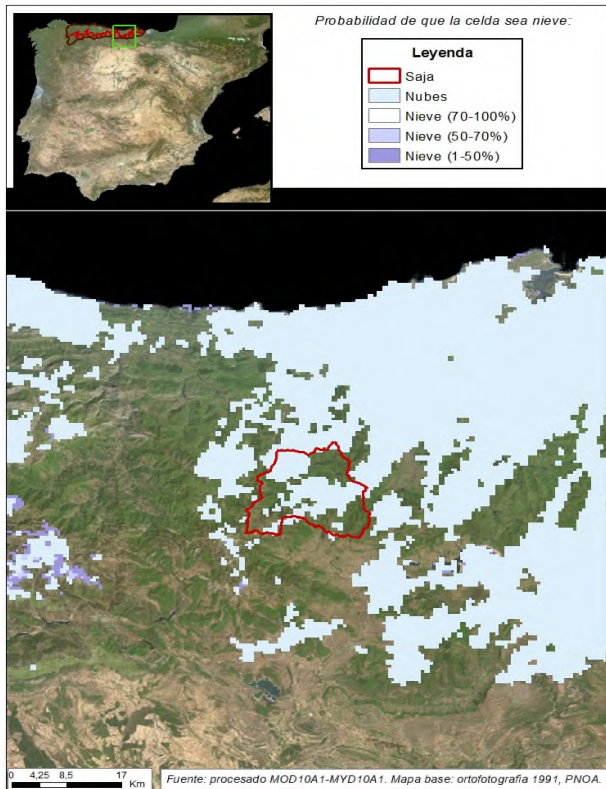 Probabilidad de que la celda sea nieve:
Leyenda
Saja
Nubes
Nieve (70-100%)
Nieve (50-70%)
Nieve (1-50%)
0 4,25 8,5 17
Km
Fuente: procesado MOD10A1-MYD10A1. Mapa base: ortofotografia 1991, PNOA.